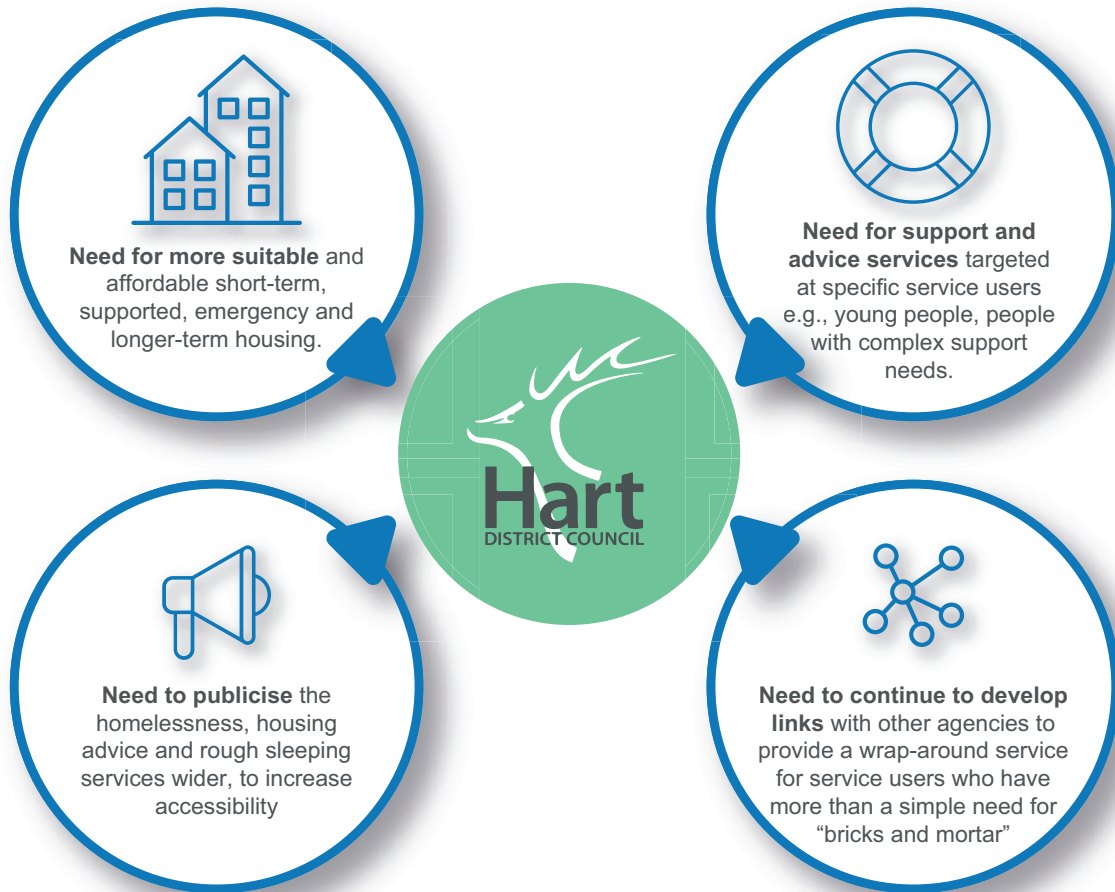 Need for more suitable and
affordable short-term,
supported, emergency and
longer-term housing.
Need for support and
advice services targeted
at specific service users
e.g., young people, people
with complex support
needs.
Hart
DISTRICT COUNCIL
Need to publicise the
homelessness, housing
advice and rough sleeping
services wider, to increase
accessibility
Need to continue to develop
links with other agencies to
provide a wrap-around service
for service users who have
more than a simple need for
“bricks and mortar”